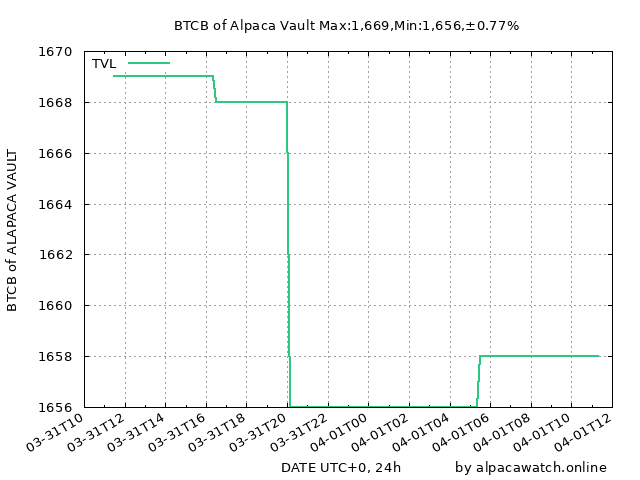 BTCB of Alpaca Vault Max:1,669,Min:1,656,±0.77%
TVL
1670
1668
1666
1664
1662
1660
1658
1656
BTCB of ALAPACA VAULT
03-31T10
03-31T12
03-31T14
03-31T16
03-31T18
03-31T20
03-31T22
04-01T00
04-01T02
04-01T04
04-01T06
04-01T08
04-01T10
04-01T12
DATE UTC+0, 24h by alpacawatch.online